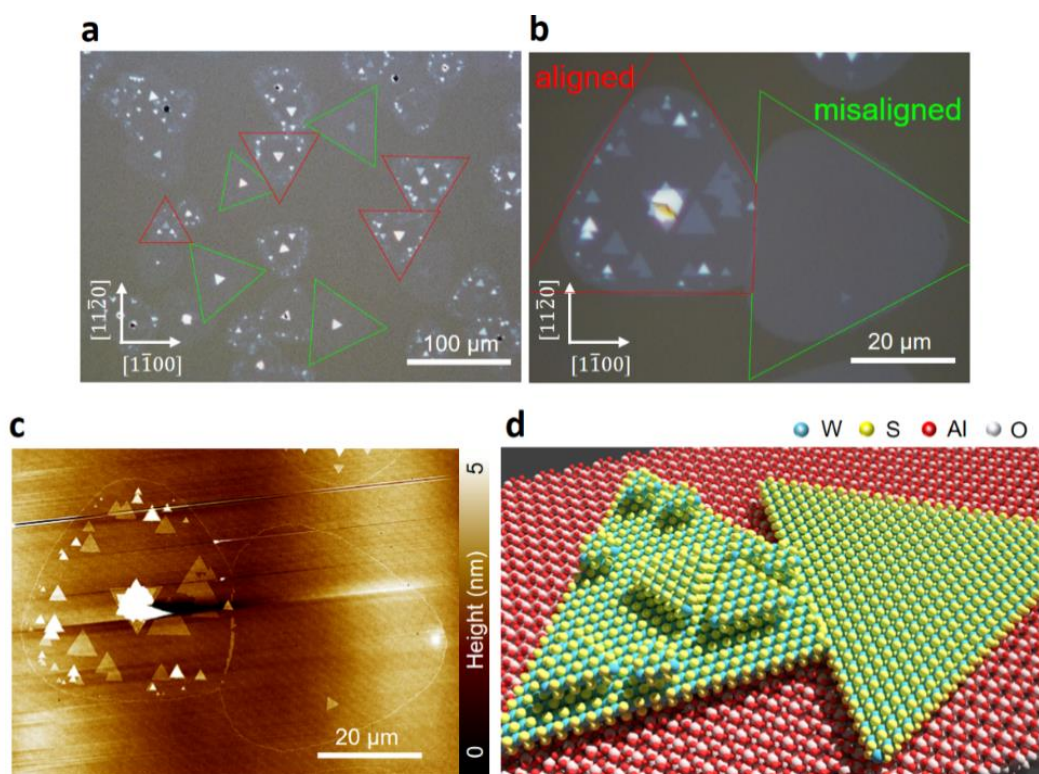 a
[112̅0]
[11̅00]
100 µm
b
aligned
misaligned
[112̅0]
[11̅00]
20 µm
c
20 µm
5
Height (nm)
0
d
W S Al O